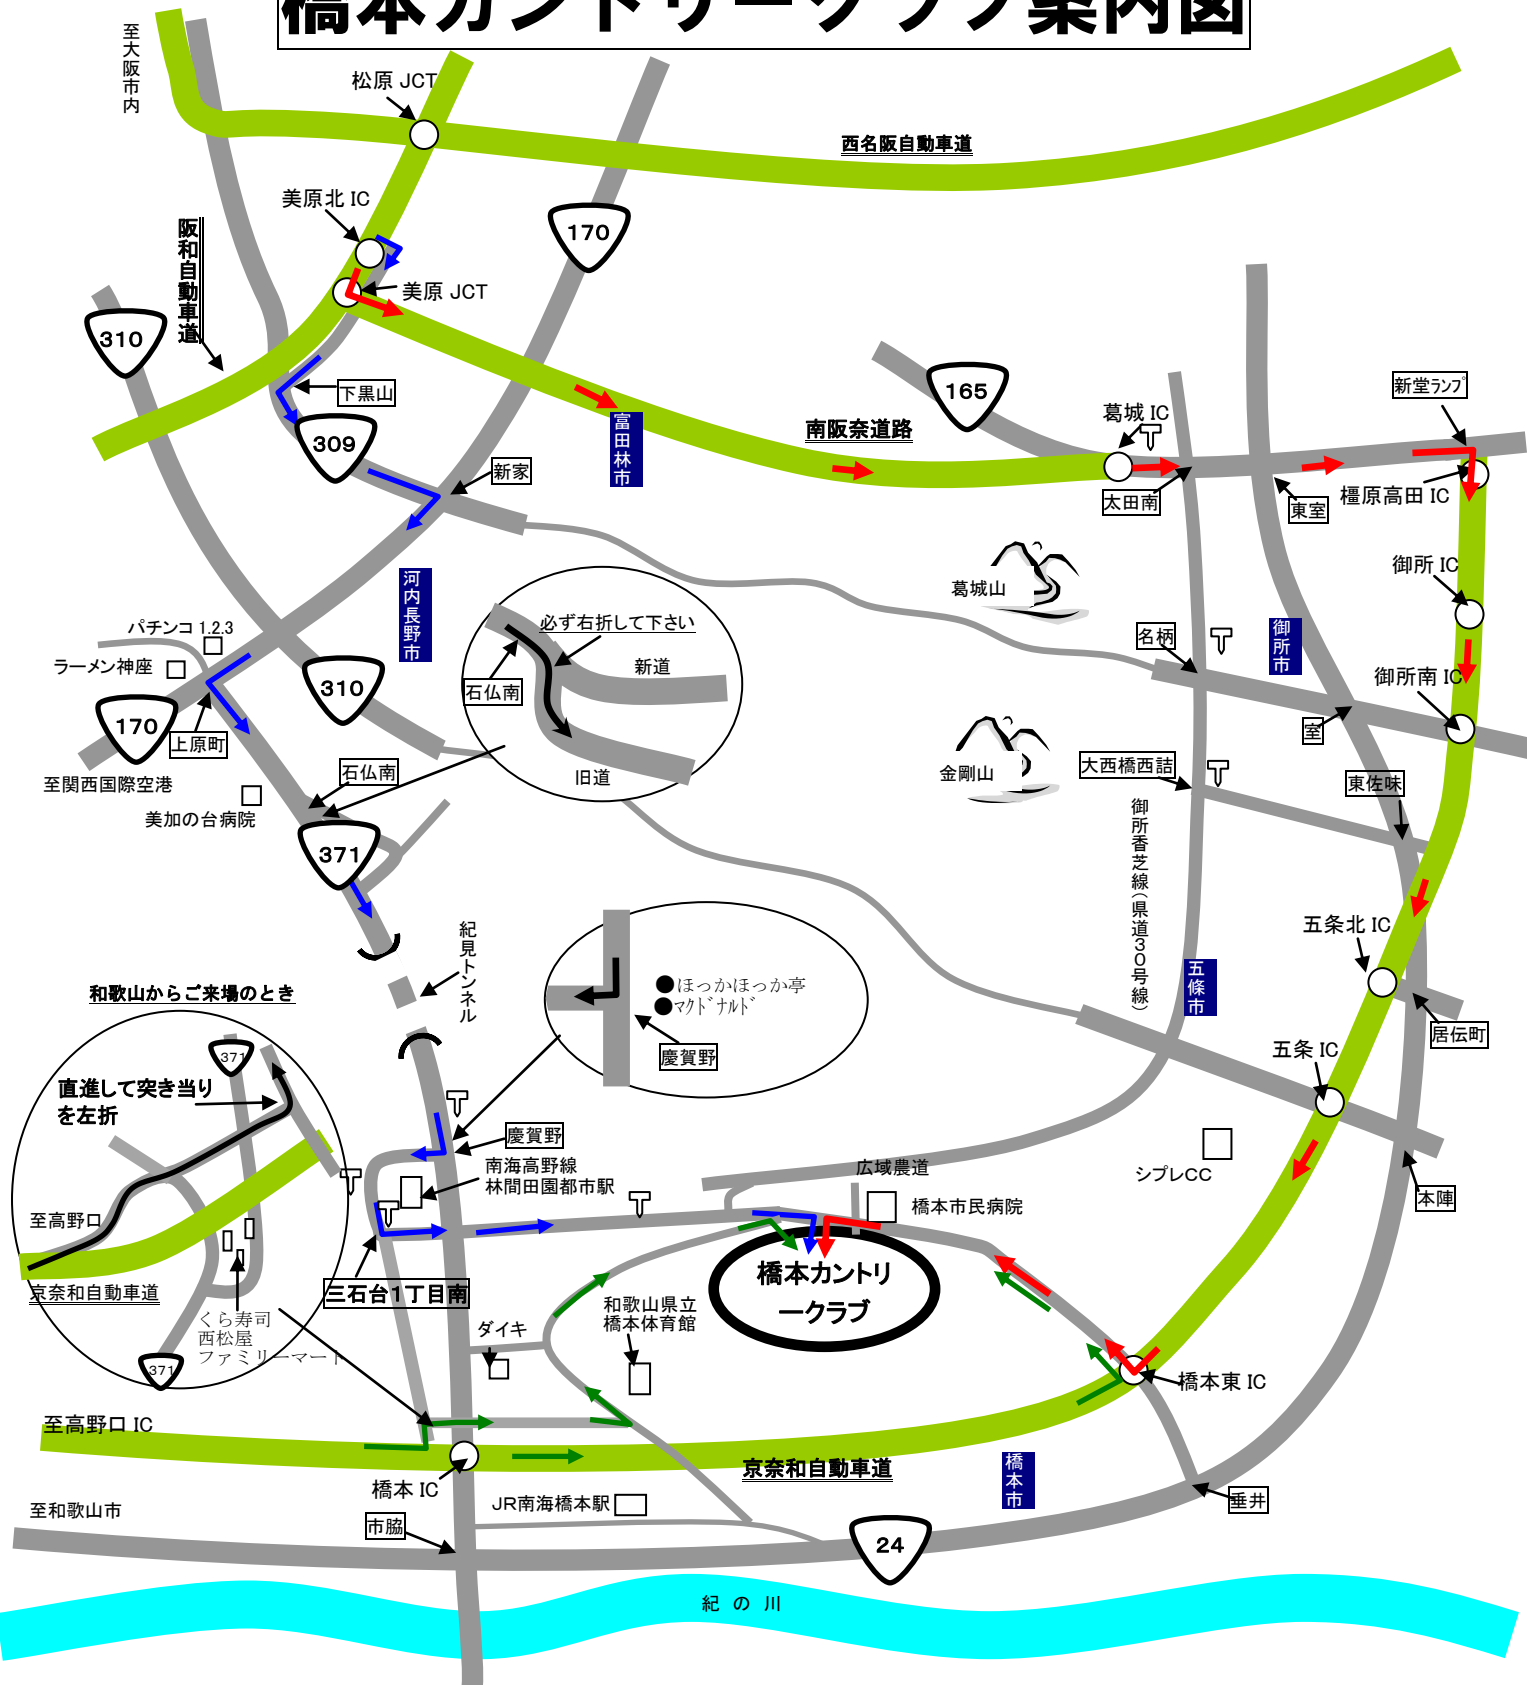 橋本カントリークラブ案内図
至大阪市内
松原 JCT
西名阪自動車道
美原北 IC
阪和自動車道
170
美原 JCT
310
下黒山
309
165
新堂ランプ
葛城 IC
南阪奈道路
富田林市
新家
太田南
東室
橿原高田 IC
御所 IC
河内長野市
葛城山
必ず右折して下さい
新道
石仏南
旧道
パチンコ 1.2.3
ラーメン神座
名柄
御所市
御所南 IC
310
170
上原町
室
至関西国際空港
石仏南
金剛山
大西橋西詰
東佐味
美加の台病院
御所香芝線(県道30号線)
371
五条北 IC
紀見トンネル
五條市
和歌山からご来場のとき
●ほっかほっか亭
●マクドナルド
慶賀野
居伝町
五条 IC
371
直進して突き当り
を左折
慶賀野
南海高野線
林間田園都市駅
広域農道
シプレCC
本陣
橋本市民病院
至高野口
京奈和自動車道
三石台1丁目南
橋本カントリ
ークラブ
くら寿司
西松屋
ファミリーマート
371
和歌山県立
橋本体育館
ダイキ
橋本東 IC
至高野口 IC
京奈和自動車道
橋本市
橋本 IC
JR南海橋本駅
垂井
至和歌山市
市脇
24
紀の川